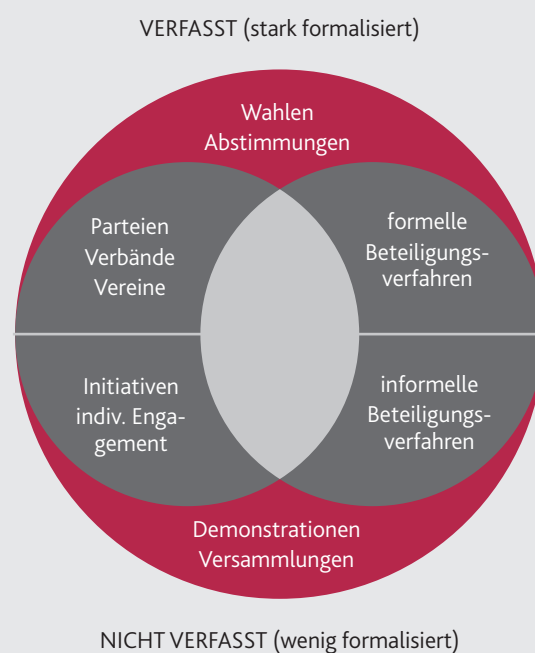 VERFASST (stark formalisiert)
Wahlen
Abstimmungen
Parteien
Verbände
Vereine
formelle
Beteiligungs-
verfahren
Initiativen
indiv. Enga-
gement
informelle
Beteiligungs-
verfahren
Demonstrationen
Versammlungen
NICHT VERFASST (wenig formalisiert)